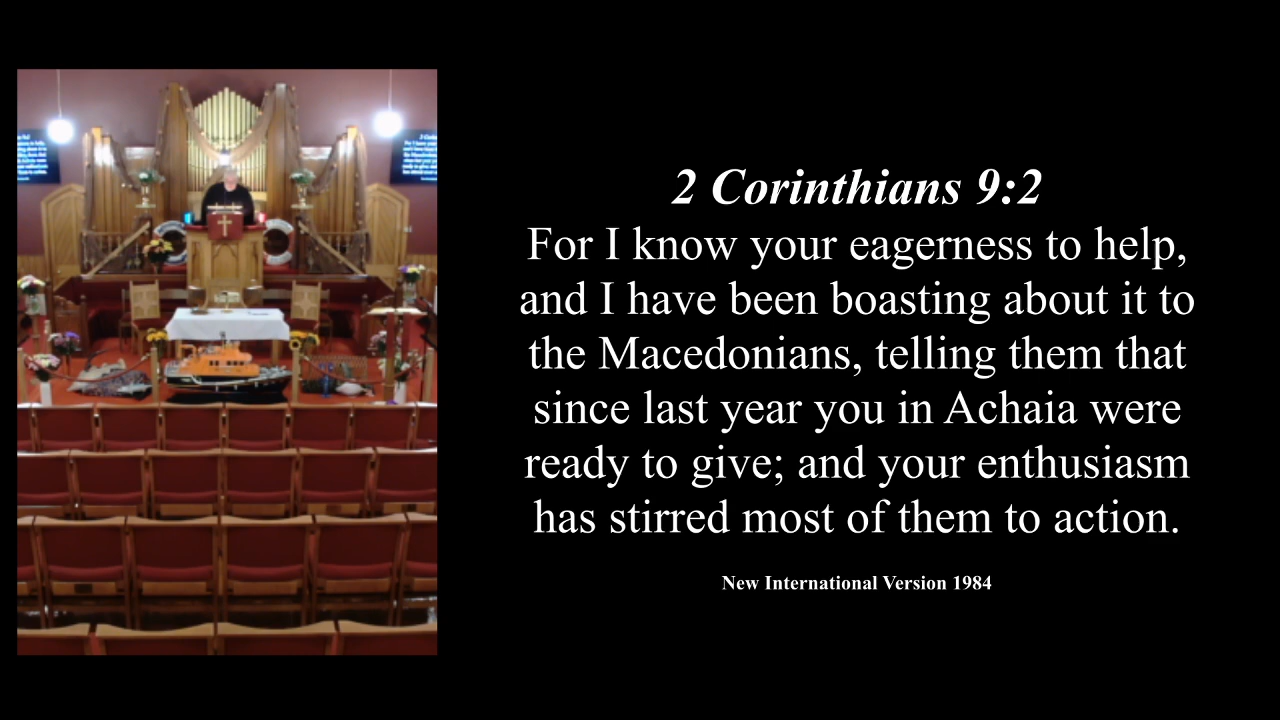 2 Corinthians 9:2
For I know your eagerness to help,
and I have been boasting about it to
the Macedonians, telling them that
since last year you in Achaia were
ready to give; and your enthusiasm
has stirred most of them to action.
New International Version 1984